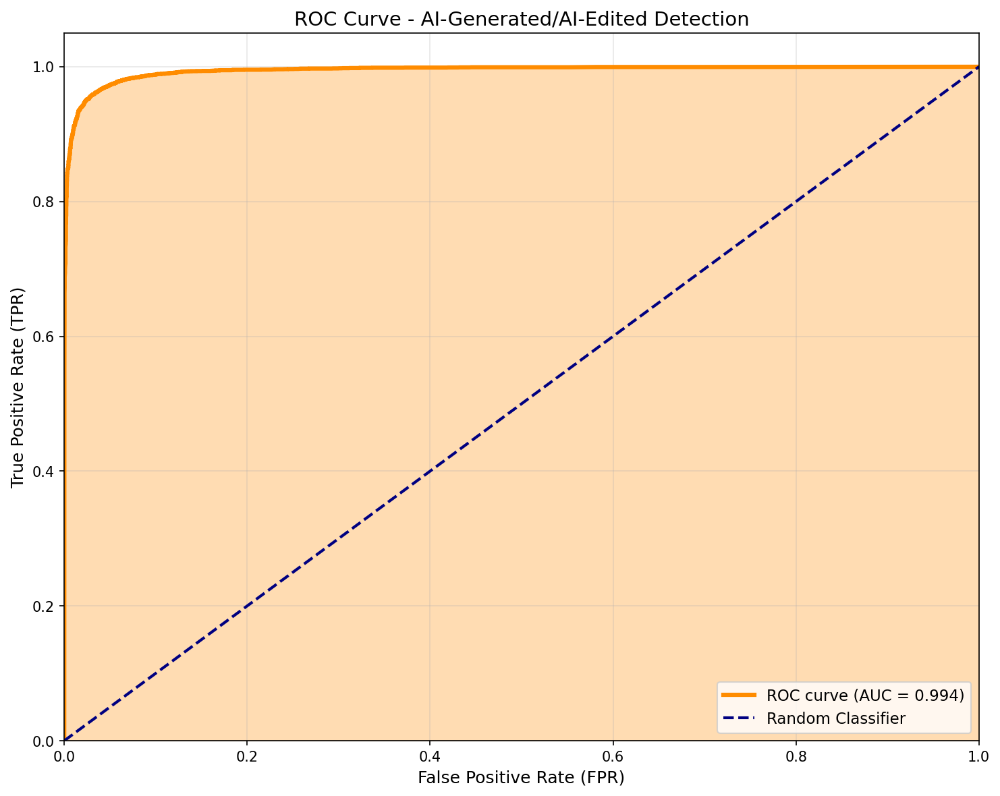 ROC Curve - AI-Generated/AI-Edited Detection
1.0
0.8
0.6
0.4
0.2
0.0
True Positive Rate (TPR)
ROC curve (AUC = 0.994)
Random Classifier
0.0 0.2 0.4 0.6 0.8 1.0
False Positive Rate (FPR)